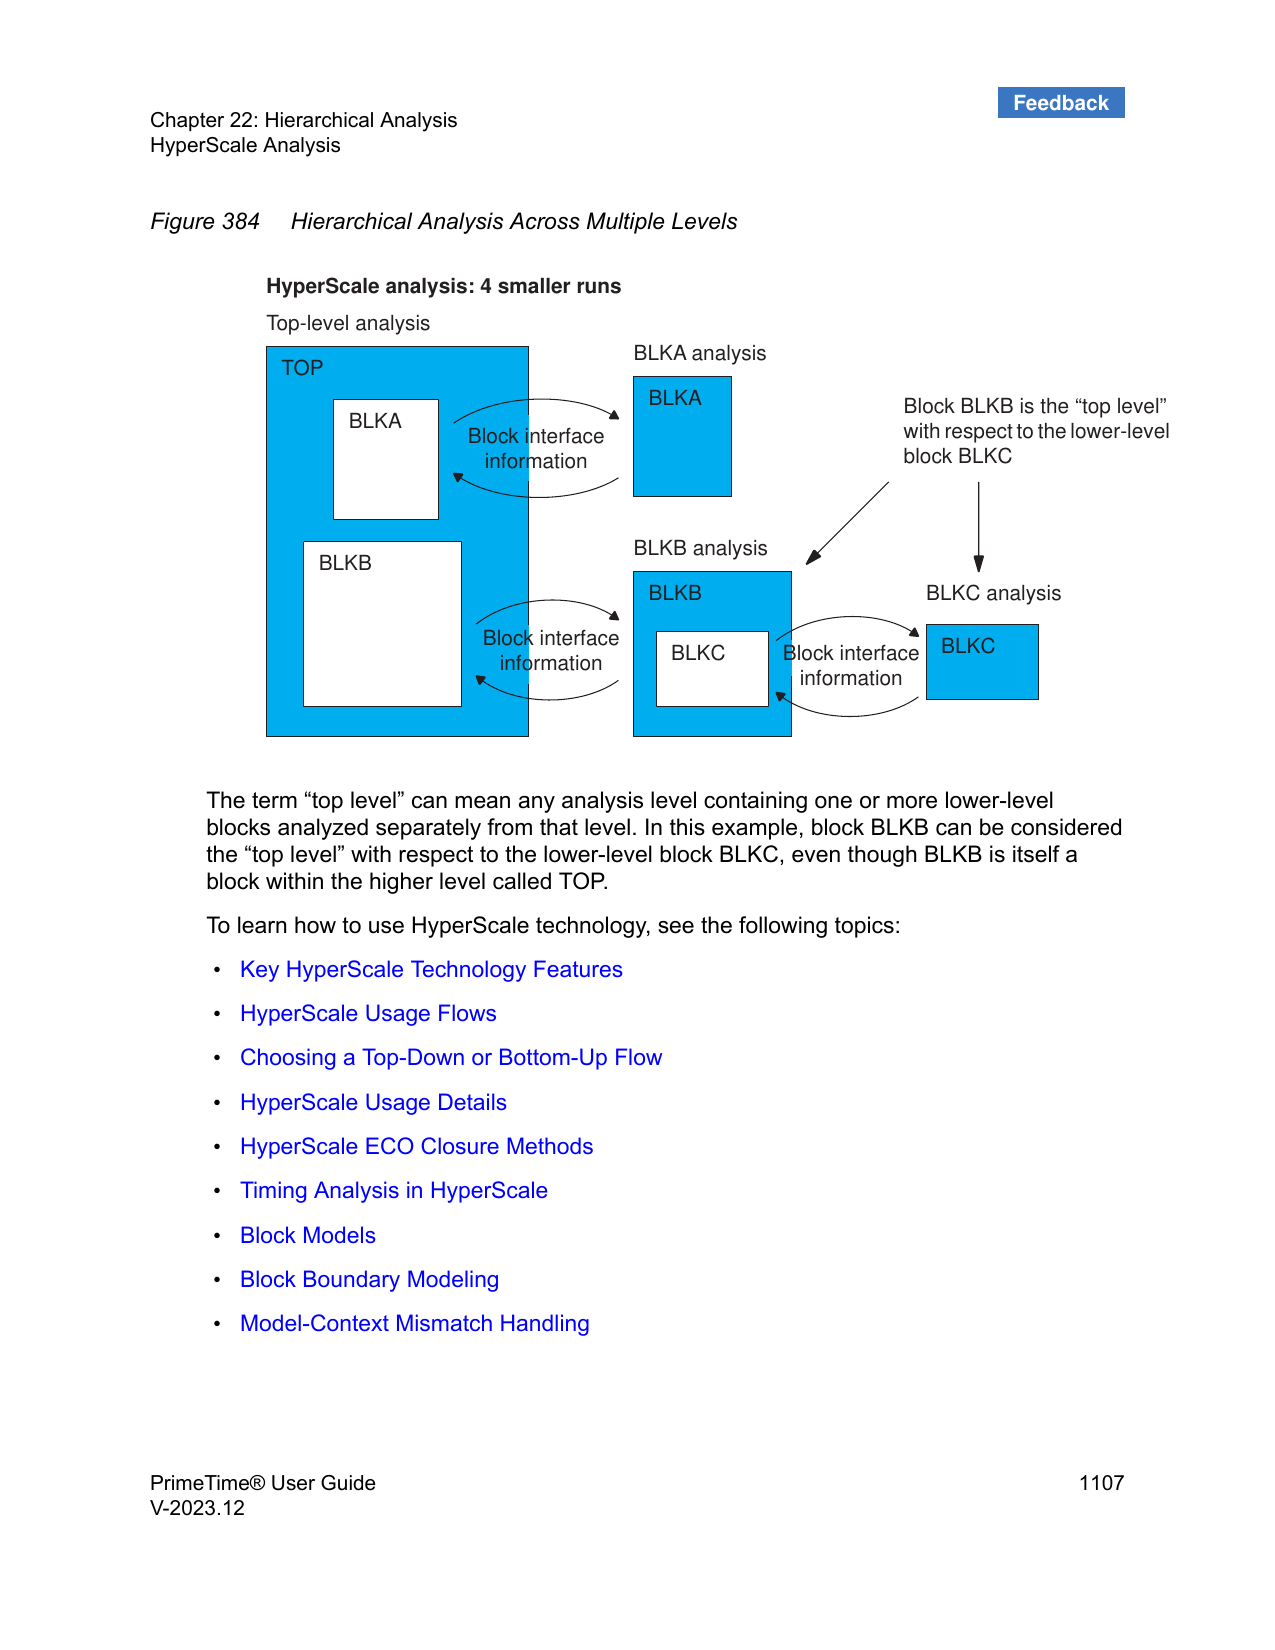 Feedback
Chapter 22: Hierarchical Analysis
HyperScale Analysis
Figure 384 Hierarchical Analysis Across Multiple Levels
HyperScale analysis: 4 smaller runs
Top-level analysis
TOP
BLKA
Block interface
information
BLKA analysis
BLKA
Block BLKB is the “top level”
with respect to the lower-level
block BLKC
BLKB
Block interface
information
BLKB analysis
BLKB
BLKC
Block interface
information
BLKC analysis
BLKC
The term “top level” can mean any analysis level containing one or more lower-level
blocks analyzed separately from that level. In this example, block BLKB can be considered
the “top level” with respect to the lower-level block BLKC, even though BLKB is itself a
block within the higher level called TOP.
To learn how to use HyperScale technology, see the following topics:
• Key HyperScale Technology Features
• HyperScale Usage Flows
• Choosing a Top-Down or Bottom-Up Flow
• HyperScale Usage Details
• HyperScale ECO Closure Methods
• Timing Analysis in HyperScale
• Block Models
• Block Boundary Modeling
• Model-Context Mismatch Handling
PrimeTime® User Guide
V-2023.12
1107